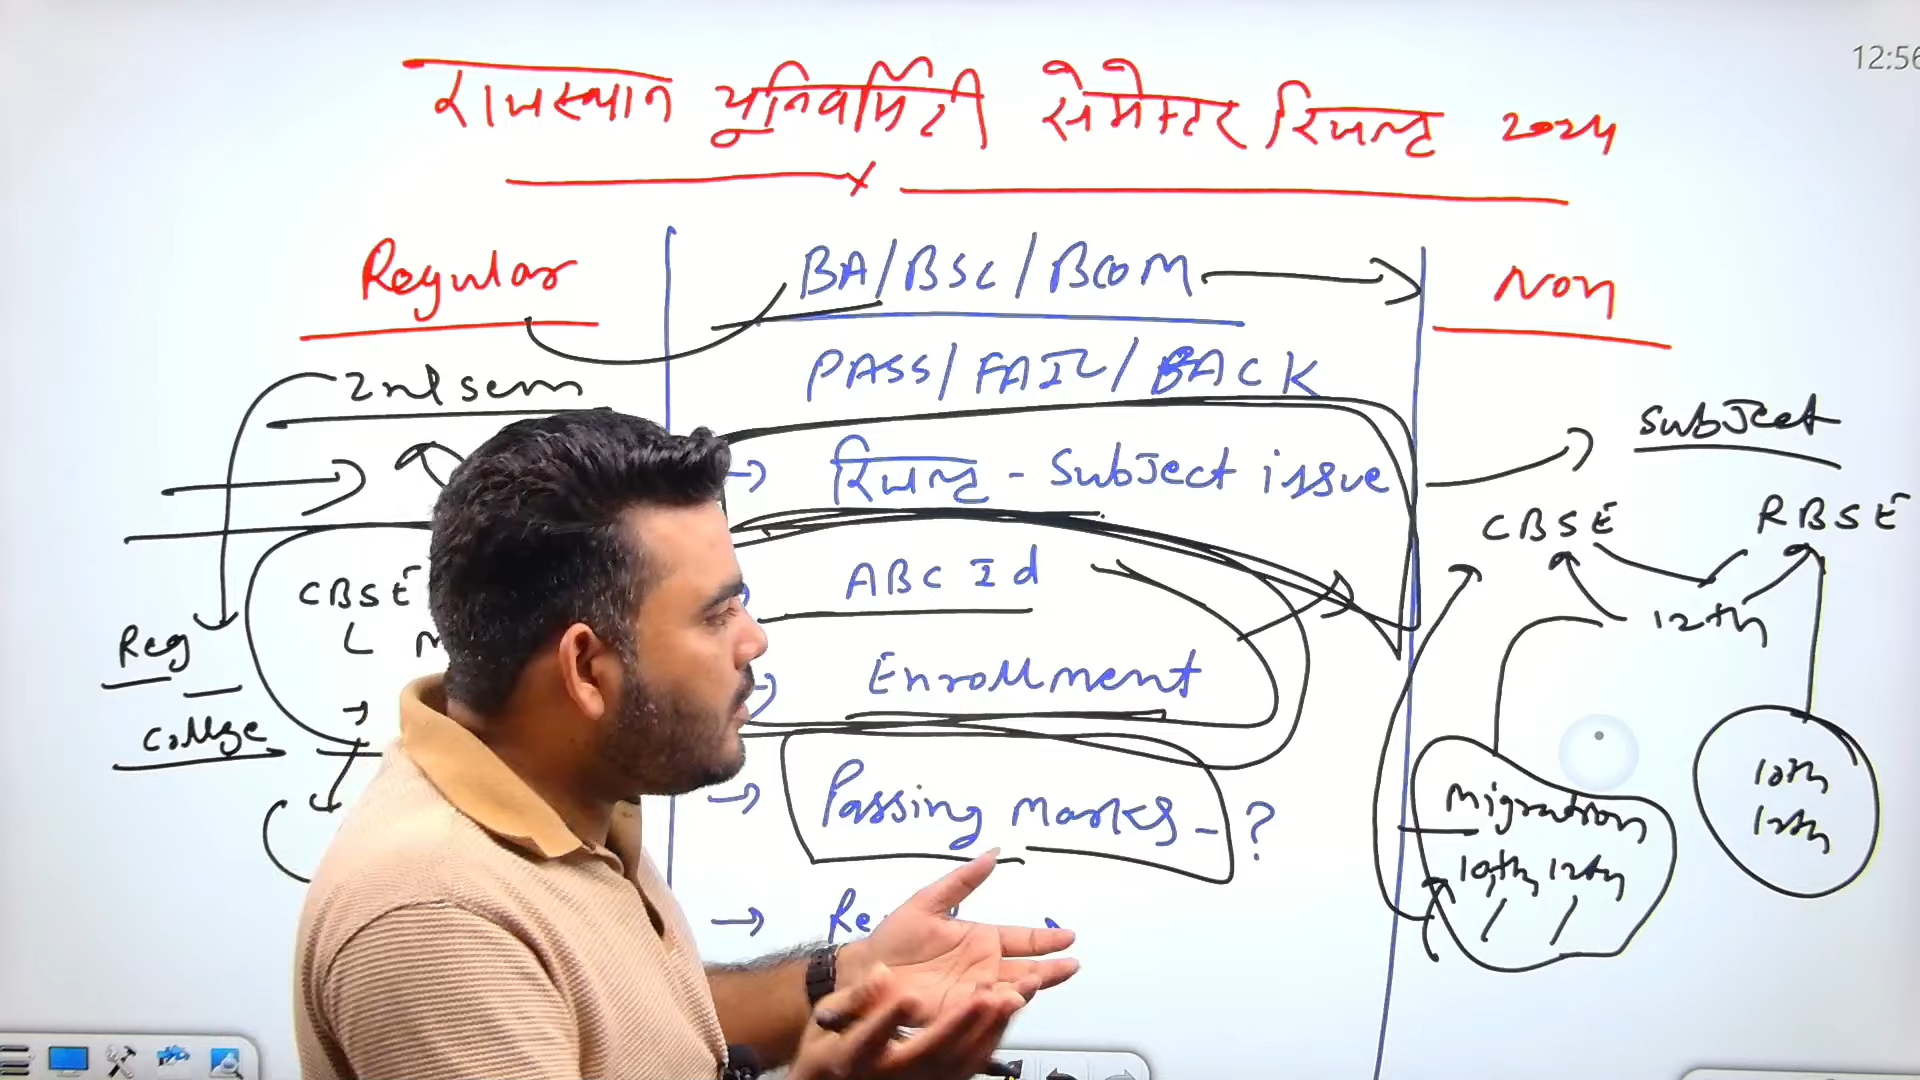 12:56
राजस्थान यूनिवर्सिटी सेमेस्टर रिजल्ट 2024
Regular
BA/BSC/BCOM
Non
PASS/FAIL/BACK
2nd sem
रिजल्ट - Subject issue
Subject
CBSE
RBSE
ABC Id
CBSE
12th
Reg
Enrollment
College
10th
12th
Passing Marks - ?
Migration
10th 12th